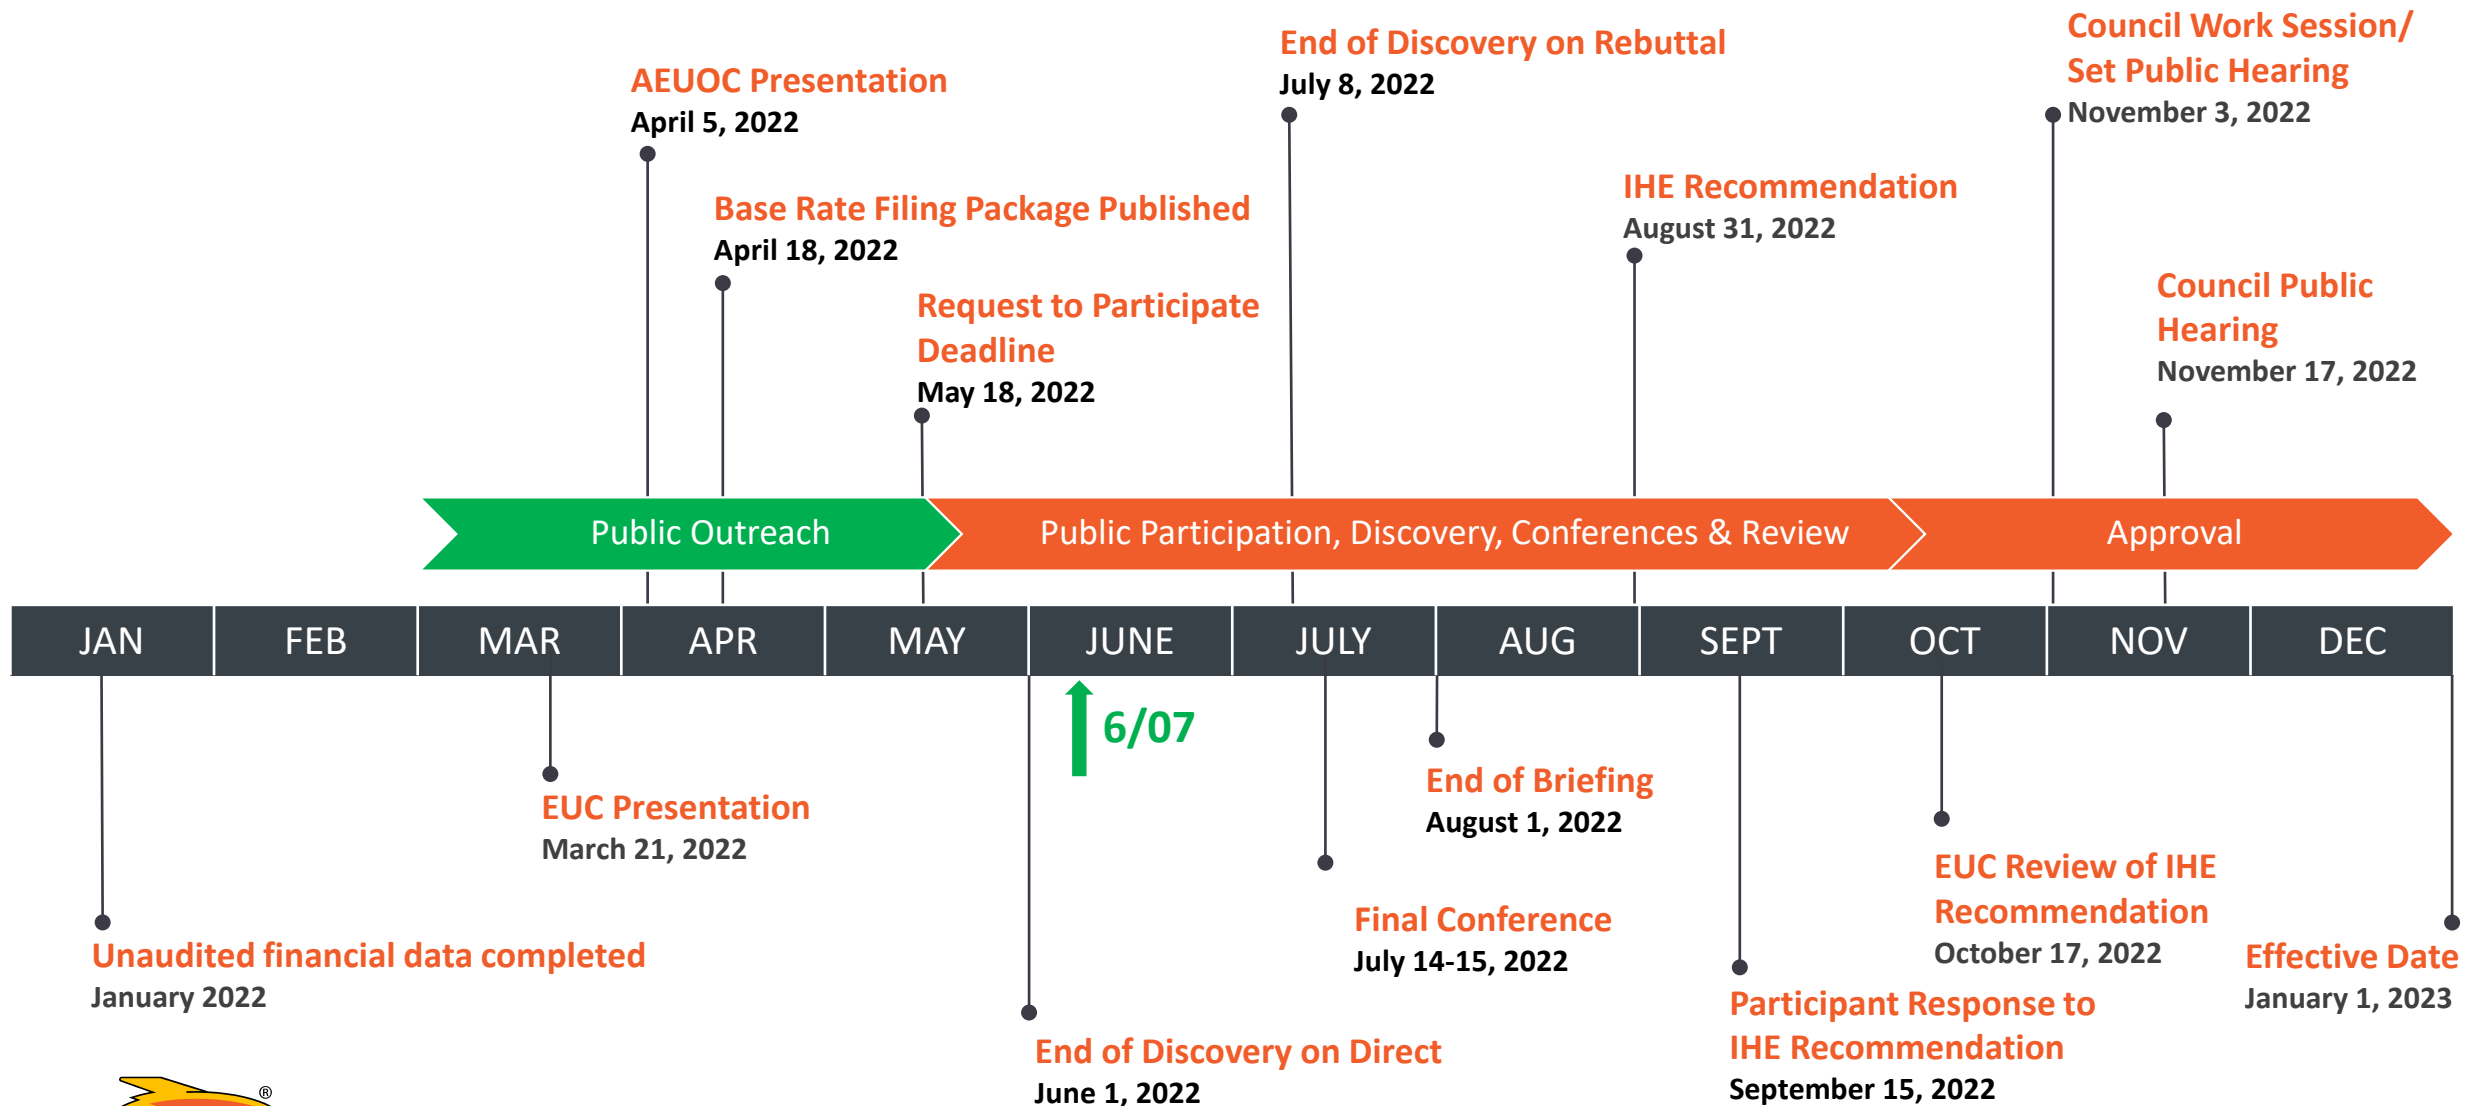 Council Work Session/
Set Public Hearing
November 3, 2022
End of Discovery on Rebuttal
July 8, 2022
AEUOC Presentation
April 5, 2022
IHE Recommendation
August 31, 2022
Base Rate Filing Package Published
April 18, 2022
Council Public
Hearing
November 17, 2022
Request to Participate
Deadline
May 18, 2022
Public Outreach
Public Participation, Discovery, Conferences & Review
Approval
JAN
FEB
MAR
APR
MAY
JUNE
JULY
AUG
SEPT
OCT
NOV
DEC
6/07
EUC Presentation
March 21, 2022
End of Briefing
August 1, 2022
EUC Review of IHE
Recommendation
October 17, 2022
Final Conference
July 14-15, 2022
Unaudited financial data completed
January 2022
Effective Date
January 1, 2023
Participant Response to
IHE Recommendation
September 15, 2022
End of Discovery on Direct
June 1, 2022
®